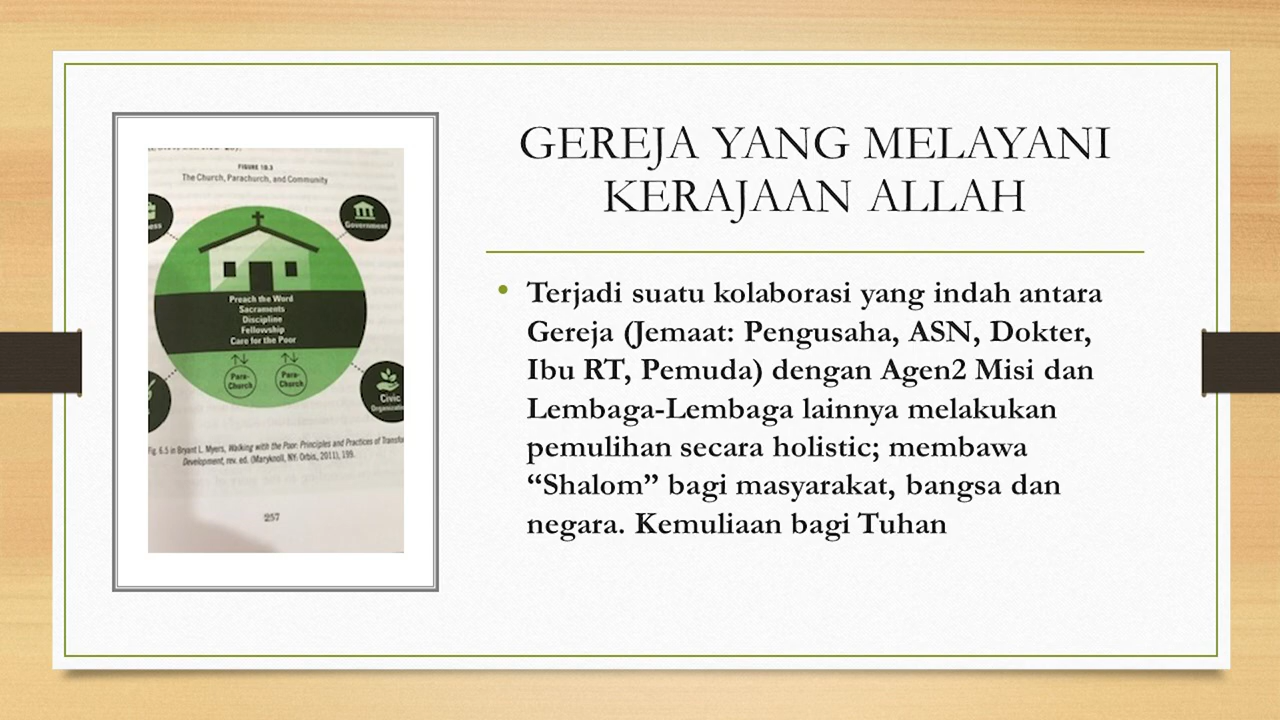 FIGURE 10.3
The Church, Parachurch, and Community
ess
Government
Preach the Word
Sacraments
Discipline
Fellowship
Care for the Poor
Para-
Church
Para-
Church
Civic
Organizatio
Fig. 6.5 in Bryant L. Myers, Walking with the Poor: Principles and Practices of Transfor
Development, rev. ed. (Maryknoll, NY: Orbis, 2011), 199.
257
GEREJA YANG MELAYANI
KERAJAAN ALLAH
• Terjadi suatu kolaborasi yang indah antara
Gereja (Jemaat: Pengusaha, ASN, Dokter,
Ibu RT, Pemuda) dengan Agen2 Misi dan
Lembaga-Lembaga lainnya melakukan
pemulihan secara holistic; membawa
“Shalom” bagi masyarakat, bangsa dan
negara. Kemuliaan bagi Tuhan